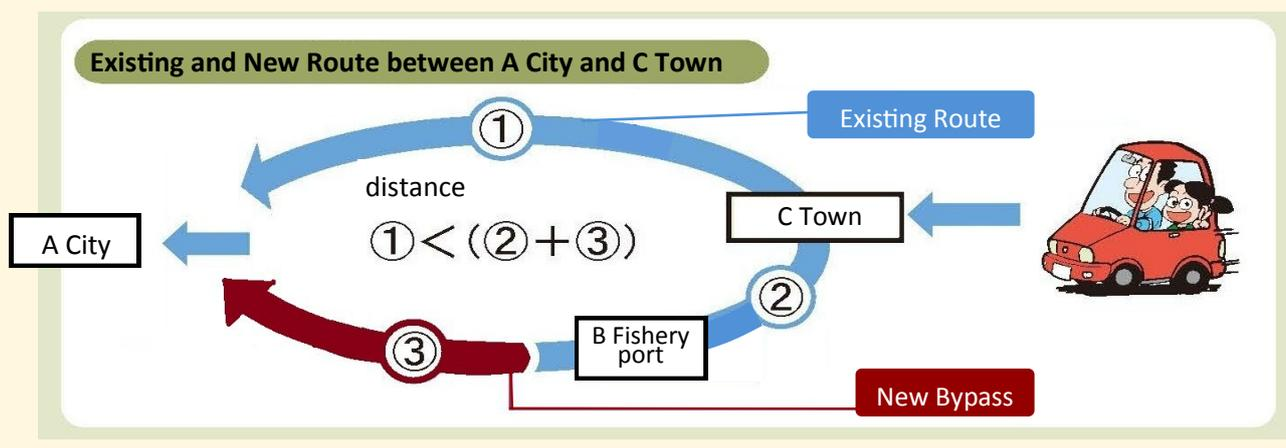 Existing and New Route between A City and C Town
①
Existing Route
distance
C Town
A City
①<(②+③)
②
B Fishery
port
③
New Bypass